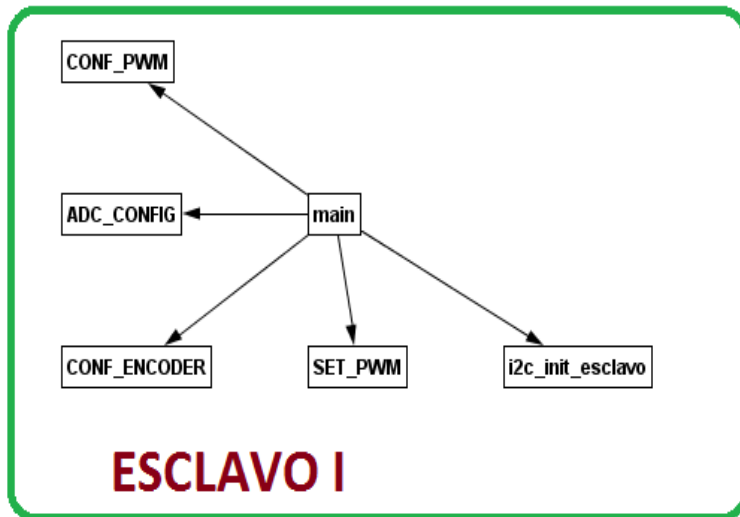 CONF_PWM
ADC_CONFIG
main
CONF_ENCODER
SET_PWM
i2c_init_esclavo
ESCLAVO I